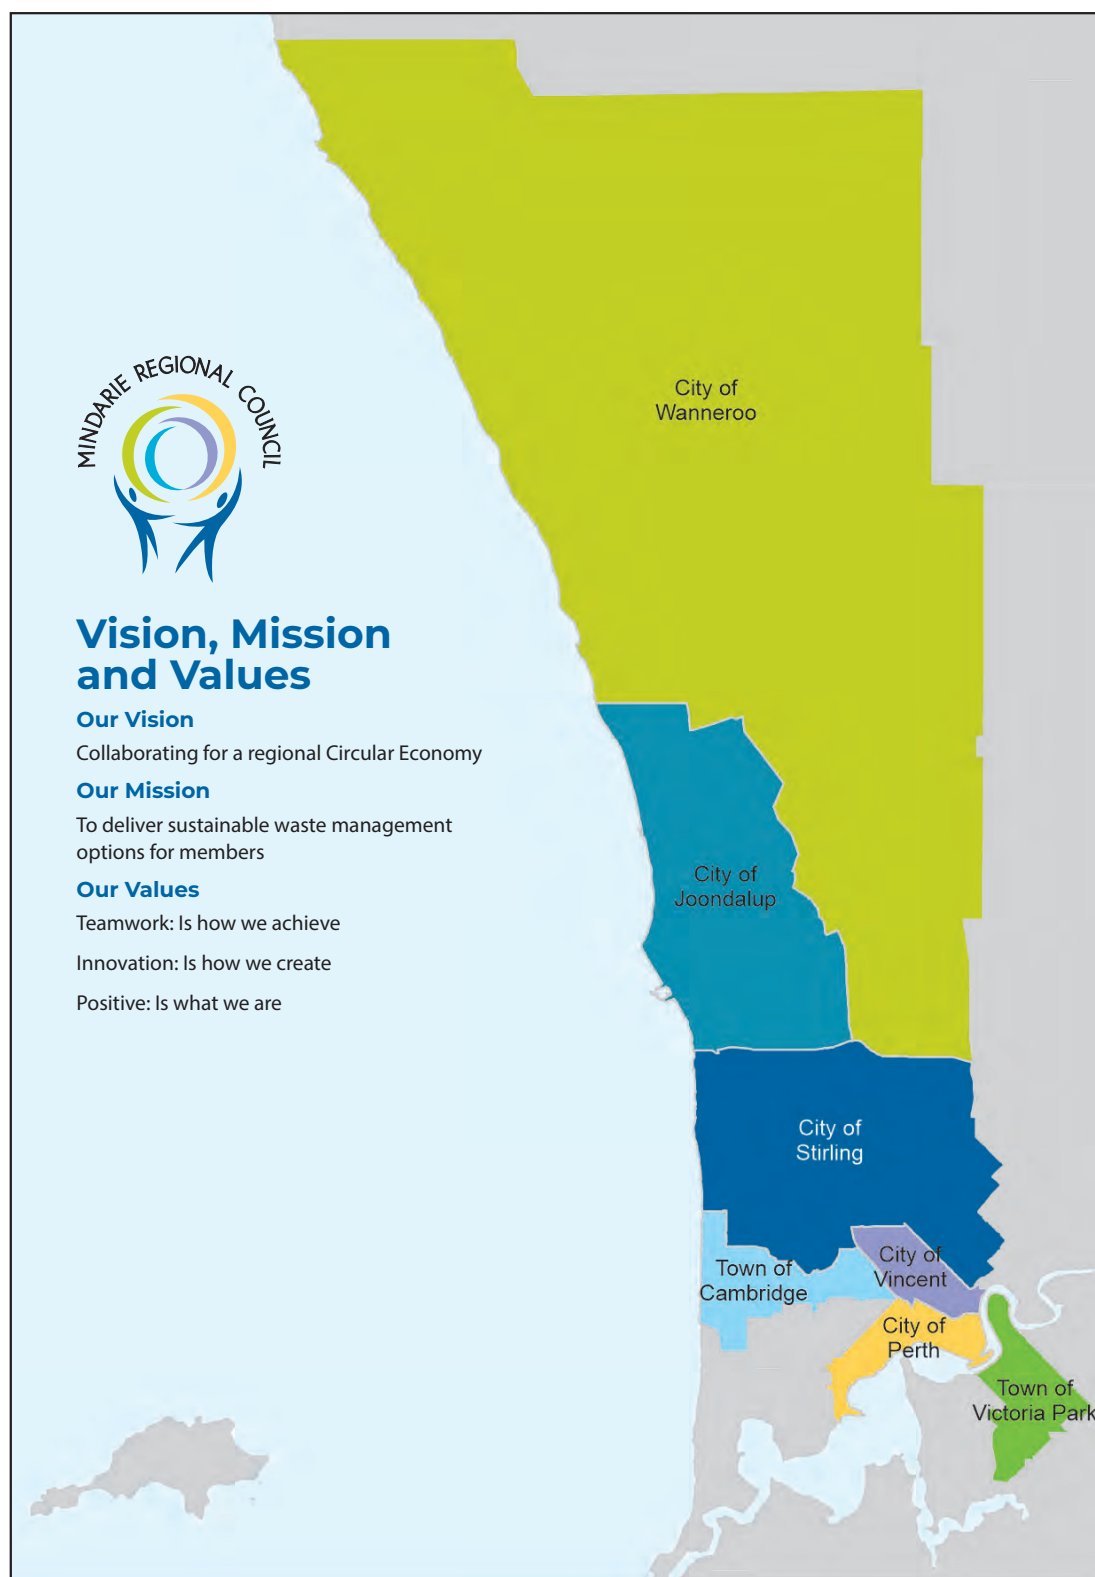 MINDARIE REGIONAL COUNCIL
Vision, Mission
and Values
Our Vision
Collaborating for a regional Circular Economy
Our Mission
To deliver sustainable waste management
options for members
Our Values
Teamwork: Is how we achieve
Innovation: Is how we create
Positive: Is what we are
City of
Wanneroo
City of
Joondalup
City of
Stirling
City of
Vincent
Town of
Cambridge
City of
Perth
Town of
Victoria Park